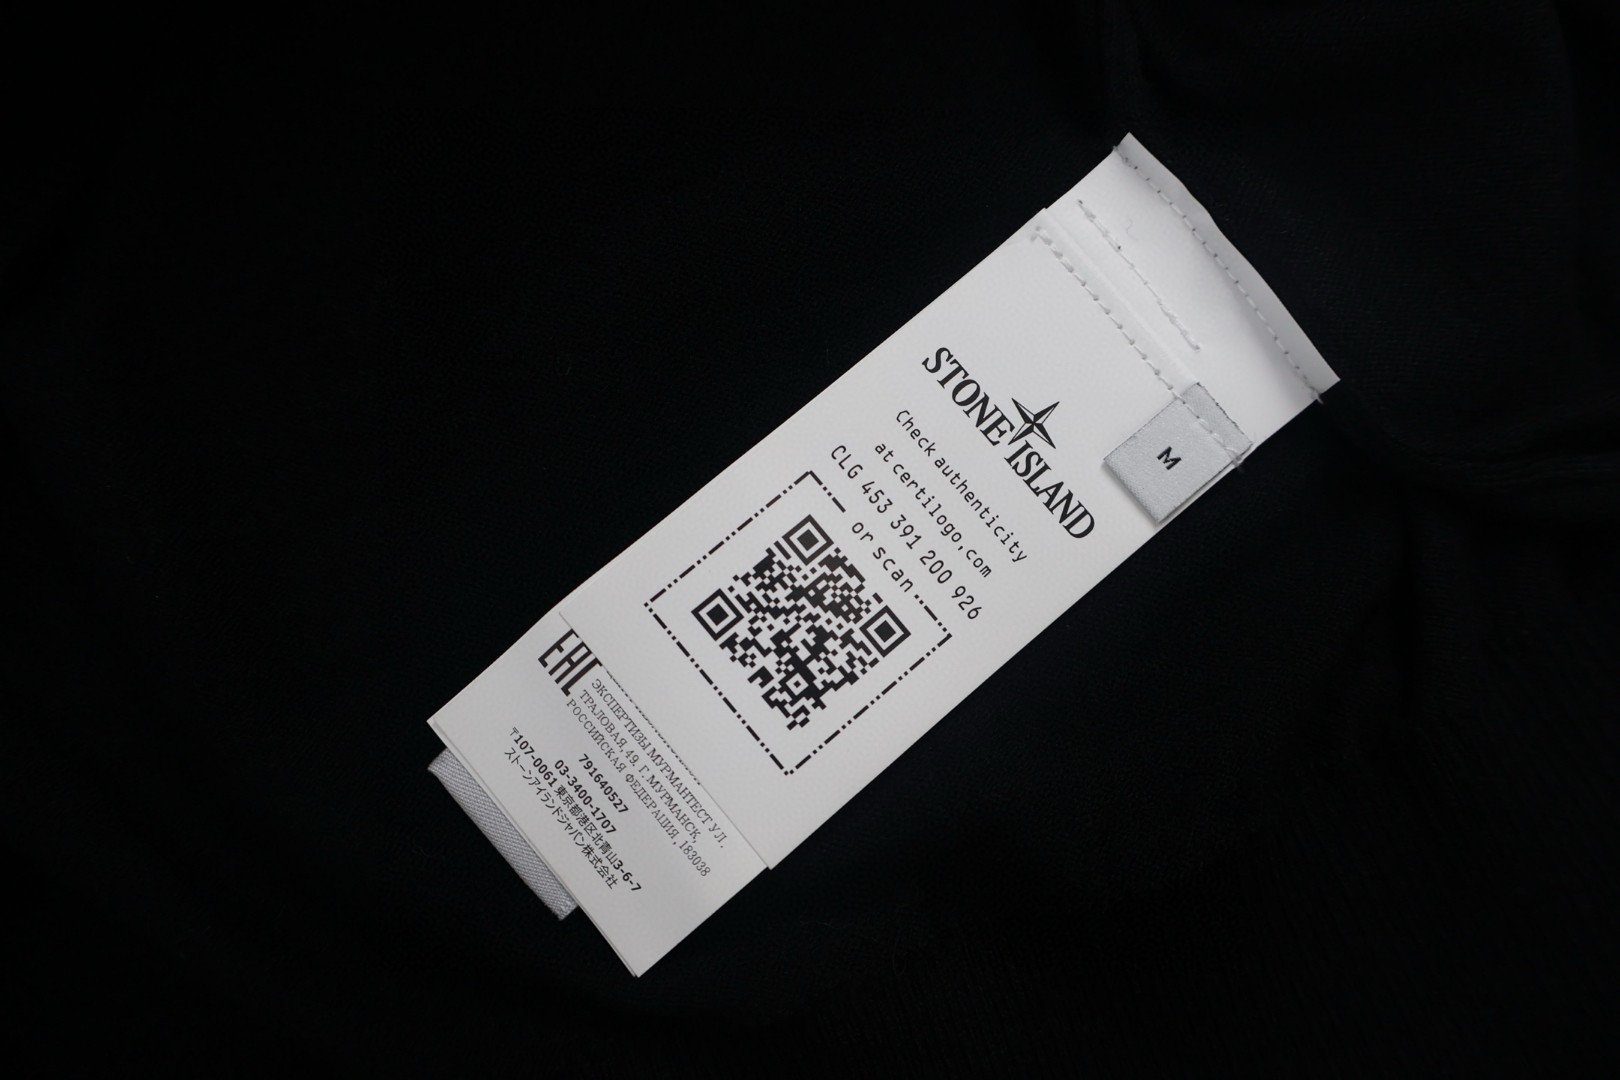 STONE ISLAND
M
Check authenticity
at certilogo.com
CLG 453 391 200 926
or scan
EAC
ЭКСПЕРТИЗЫ МУРМАНТЕСТ УЛ.
ТРАЛОВАЯ, 49, Г. МУРМАНСК,
РОССИЙСКАЯ ФЕДЕРАЦИЯ, 183038
791640527
03-3400-1707
〒107-0061 東京都港区北青山3-6-7
ストーンアイランドジャパン株式会社